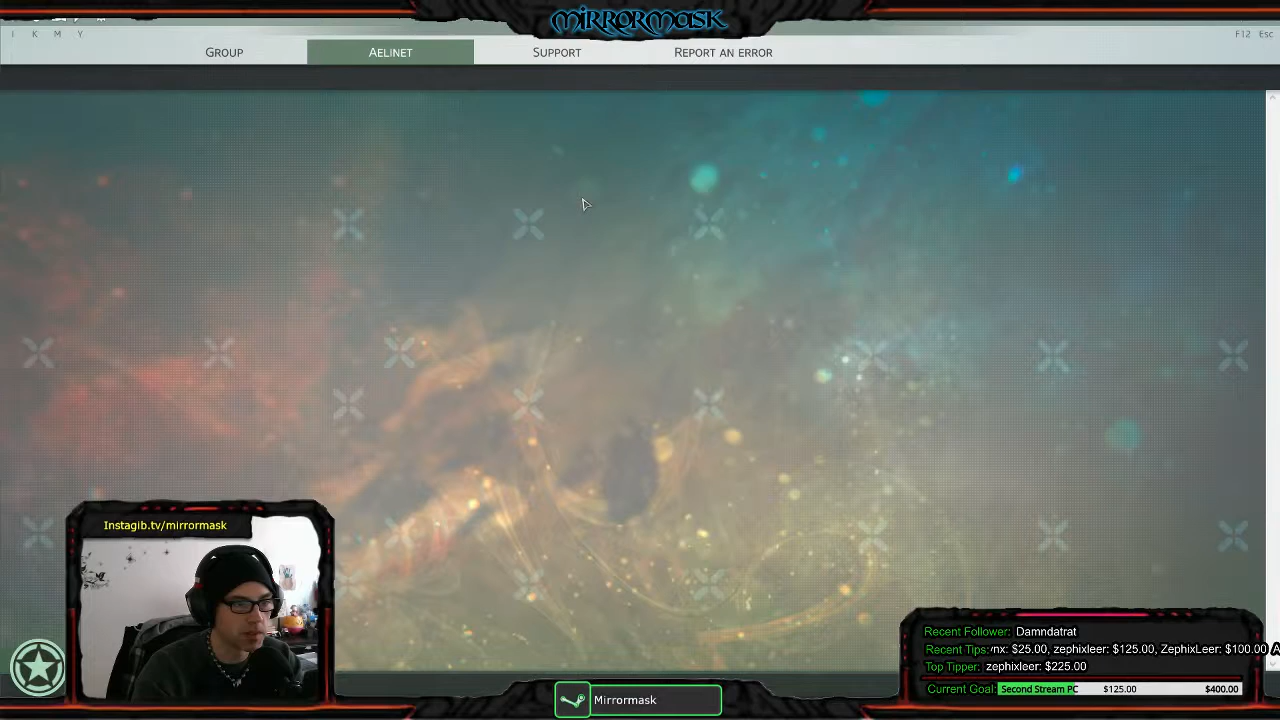 MIRRORMASK
I K M Y
F12 Esc
GROUP
AELINET
SUPPORT
REPORT AN ERROR
Instagib.tv/mirrormask
Recent Follower: Damndatrat
Recent Tips: nx: $25.00, zephixleer: $125.00, ZephixLeer: $100.00
Top Tipper: zephixleer: $225.00
Current Goal: Second Stream PC $125.00 $400.00
Mirrormask